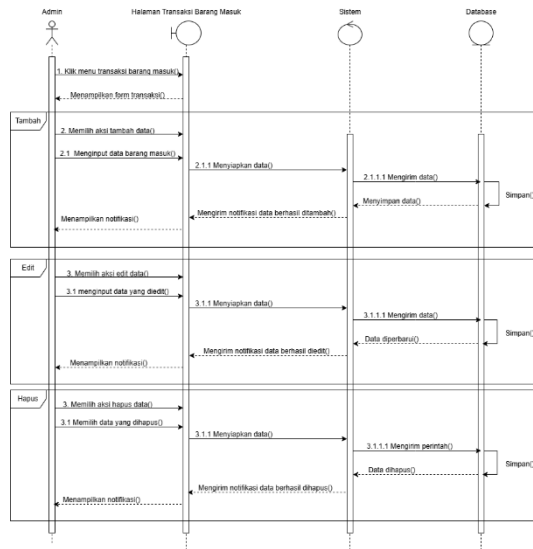 Admin
Halaman Transaksi Barang Masuk
Sistem
Database
1. Klik menu transaksi barang masuk()
Menampilkan form transaksi()
Tambah
2. Memilih aksi tambah data()
2.1 Menginput data barang masuk()
2.1.1 Menyiapkan data()
2.1.1.1 Mengirim data()
Simpan()
Menyimpan data()
Mengirim notifikasi data berhasil ditambah()
Menampilkan notifikasi()
Edit
3. Memilih aksi edit data()
3.1 menginput data yang diedit()
3.1.1 Menyiapkan data()
3.1.1.1 Mengirim data()
Simpan()
Data diperbarui()
Mengirim notifikasi data berhasil diedit()
Menampilkan notifikasi()
Hapus
3. Memilih aksi hapus data()
3.1 Memilih data yang dihapus()
3.1.1 Menyiapkan data()
3.1.1.1 Mengirim perintah()
Simpan()
Data dihapus()
Mengirim notifikasi data berhasil dihapus()
Menampilkan notifikasi()